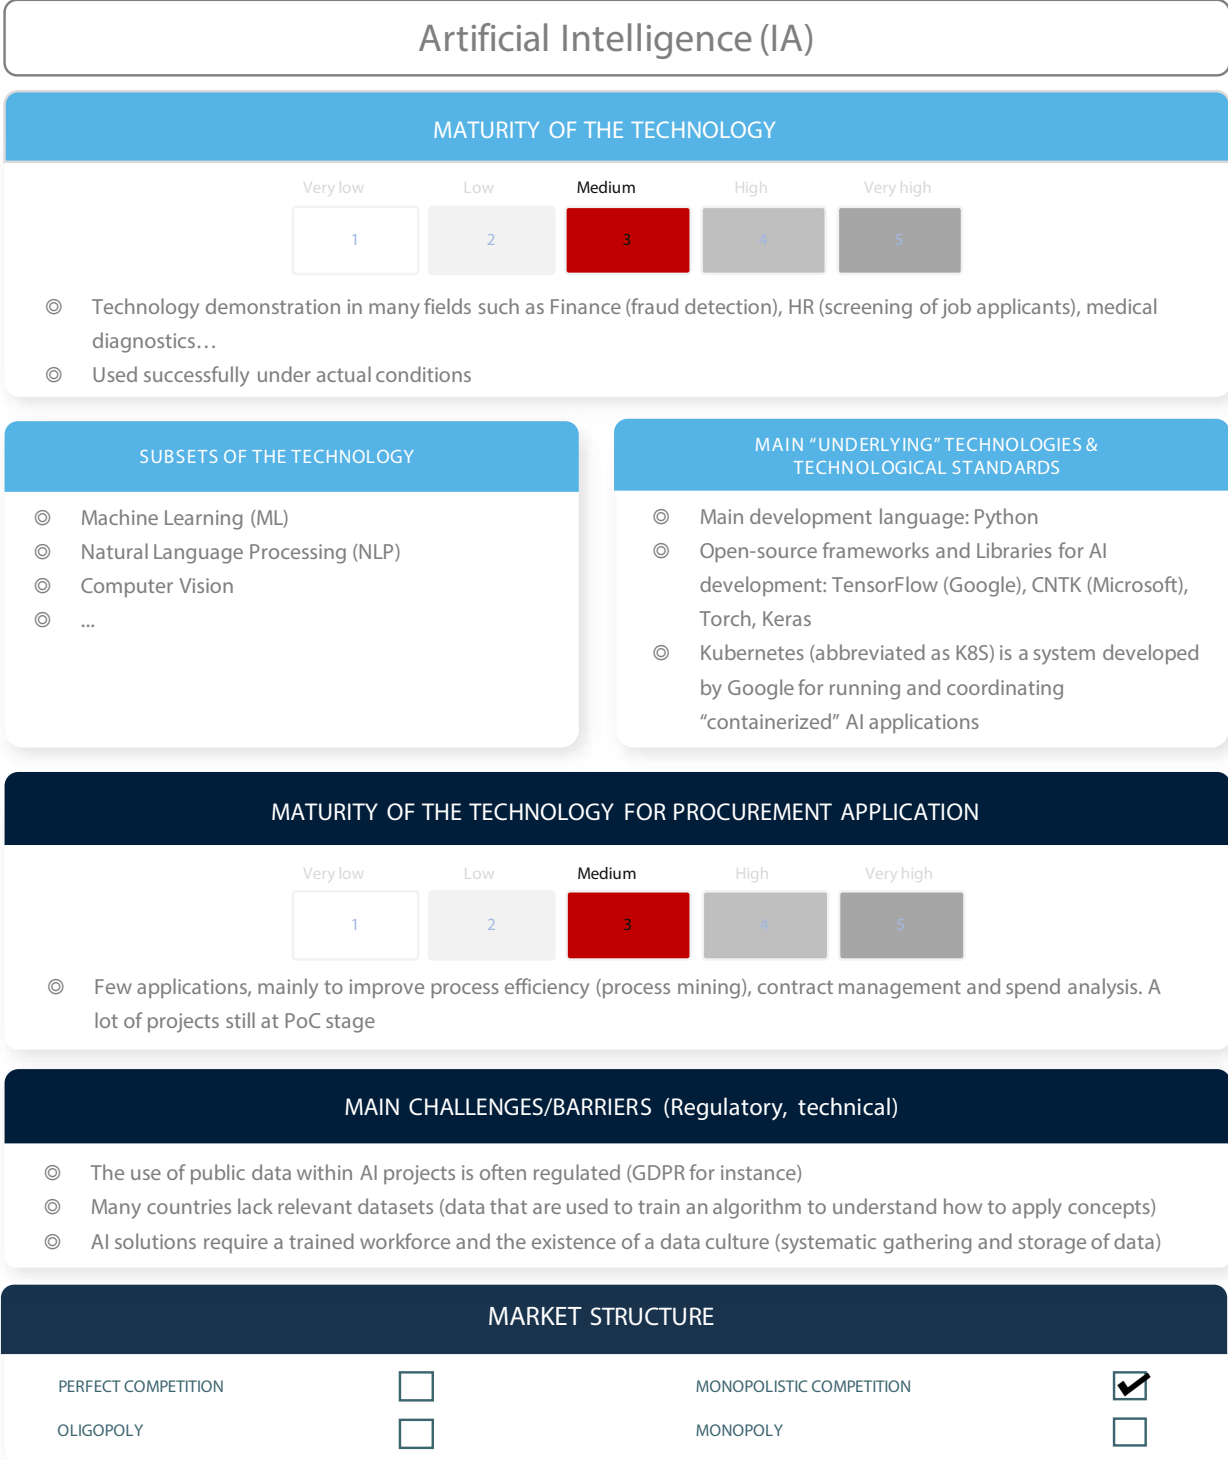 Artificial Intelligence (IA)
MATURITY OF THE TECHNOLOGY
Very low Low Medium High Very high
1 2 3 4 5
◎ Technology demonstration in many fields such as Finance (fraud detection), HR (screening of job applicants), medical
diagnostics…
◎ Used successfully under actual conditions
SUBSETS OF THE TECHNOLOGY
◎ Machine Learning (ML)
◎ Natural Language Processing (NLP)
◎ Computer Vision
◎ ...
MAIN “UNDERLYING” TECHNOLOGIES &
TECHNOLOGICAL STANDARDS
◎ Main development language: Python
◎ Open-source frameworks and Libraries for AI
development: TensorFlow (Google), CNTK (Microsoft),
Torch, Keras
◎ Kubernetes (abbreviated as K8S) is a system developed
by Google for running and coordinating
“containerized” AI applications
MATURITY OF THE TECHNOLOGY FOR PROCUREMENT APPLICATION
Very low Low Medium High Very high
1 2 3 4 5
◎ Few applications, mainly to improve process efficiency (process mining), contract management and spend analysis. A
lot of projects still at PoC stage
MAIN CHALLENGES/BARRIERS (Regulatory, technical)
◎ The use of public data within AI projects is often regulated (GDPR for instance)
◎ Many countries lack relevant datasets (data that are used to train an algorithm to understand how to apply concepts)
◎ AI solutions require a trained workforce and the existence of a data culture (systematic gathering and storage of data)
MARKET STRUCTURE
PERFECT COMPETITION MONOPOLISTIC COMPETITION ✔
OLIGOPOLY MONOPOLY